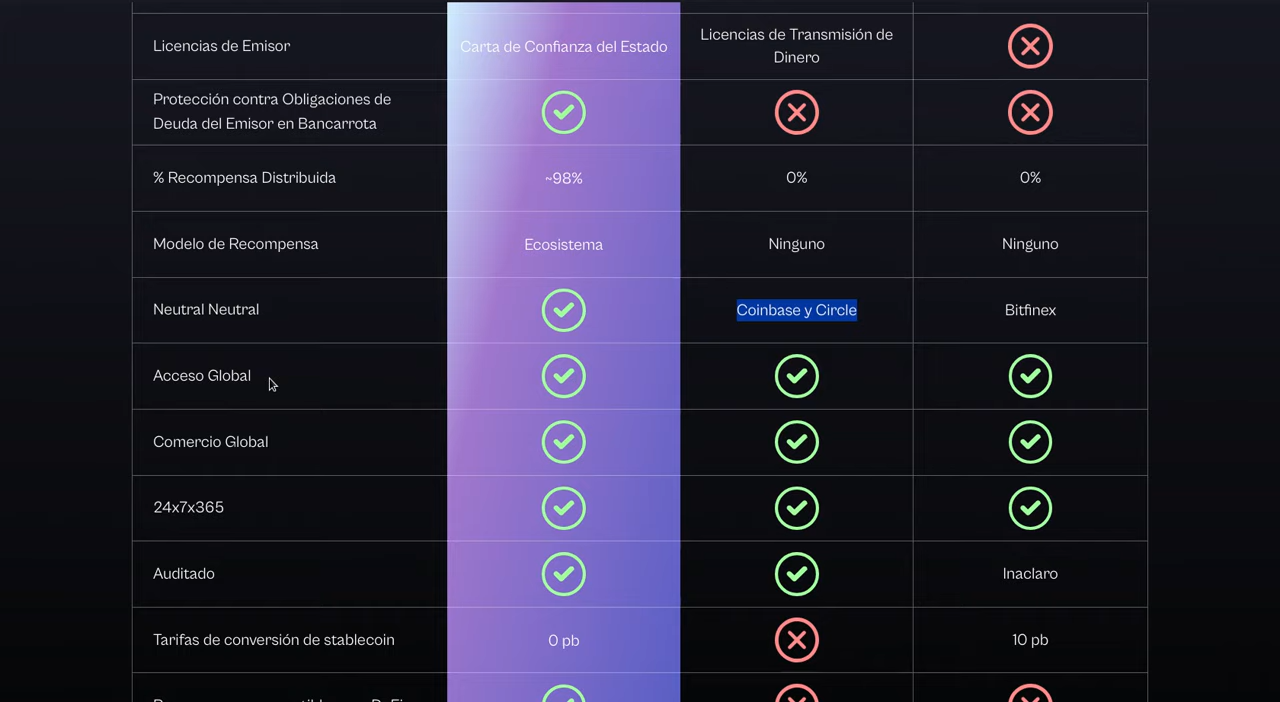 Licencias de Emisor
Carta de Confianza del Estado
Licencias de Transmisión de
Dinero
Protección contra Obligaciones de
Deuda del Emisor en Bancarrota
% Recompensa Distribuida
~98%
0%
0%
Modelo de Recompensa
Ecosistema
Ninguno
Ninguno
Neutral Neutral
Coinbase y Circle
Bitfinex
Acceso Global
Comercio Global
24x7x365
Auditado
Inaclaro
Tarifas de conversión de stablecoin
0 pb
10 pb